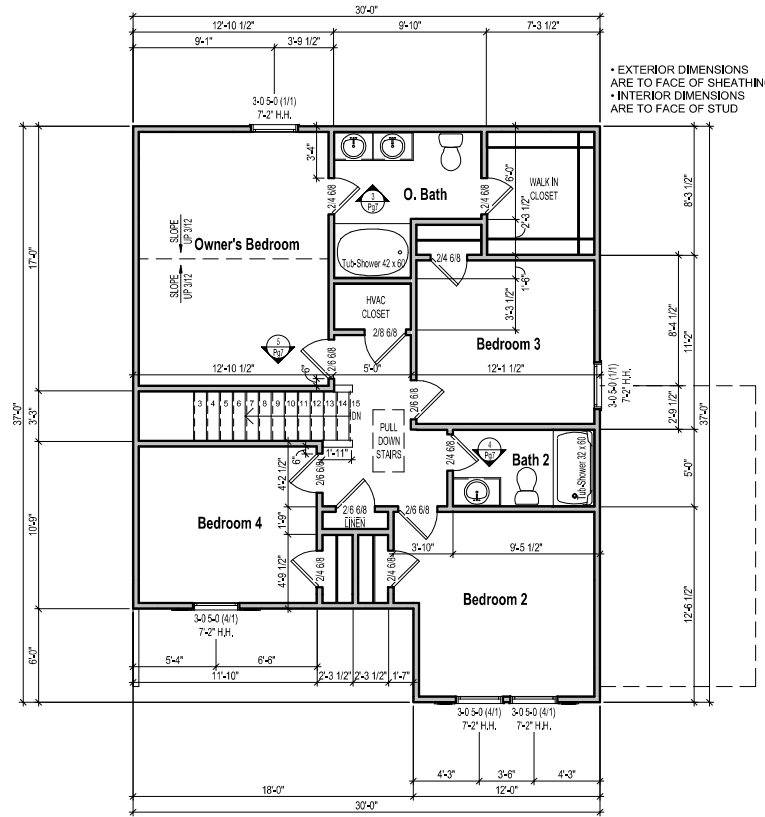 30'-0"
12'-10 1/2"
9'-10"
7'-3 1/2"
9'-1"
3'-9 1/2"
• EXTERIOR DIMENSIONS
ARE TO FACE OF SHEATHIN
• INTERIOR DIMENSIONS
ARE TO FACE OF STUD
3-0 5-0 (1/1)
7'-2" H.H.
3'-4"
6'-0"
WALK IN
CLOSET
8'-3 1/2"
2/4 6/8
3
Pg7
O. Bath
2/4 6/8
2'-3 1/2"
SLOPE
UP 3/12
Owner's Bedroom
SLOPE
UP 3/12
17'-0"
Tub-Shower 42 x 60
2/4 6/8
1'-6"
3'-3 1/2"
HVAC
CLOSET
2/8 6/8
Bedroom 3
8'-4 1/2"
11'-2"
5
Pg7
2/6 6/8
6"
12'-10 1/2"
5'-0"
12'-1 1/2"
3-0 5-0 (1/1)
7'-2" H.H.
2/6 6/8
2'-9 1/2"
37'-0"
37'-0"
3'-3"
3 4 5 6 7 8 9 10 11 12 13 14 15
DN
PULL
DOWN
STAIRS
1'-11"
6"
4'-2 1/2"
2/6 6/8
2/4 6/8
4
Pg7
Bath 2
Tub-Shower 32 x 60
5'-0"
Bedroom 4
10'-9"
1'-9"
2/6 6/8
LINEN
2/6 6/8
3'-10"
9'-5 1/2"
4'-9 1/2"
2/4 6/8
2/4 6/8
Bedroom 2
12'-6 1/2"
3-0 5-0 (4/1)
7'-2" H.H.
6'-0"
5'-4"
6'-6"
11'-10"
2'-3 1/2"
2'-3 1/2"
1'-7"
3-0 5-0 (4/1)
7'-2" H.H.
3-0 5-0 (4/1)
7'-2" H.H.
4'-3"
3'-6"
4'-3"
18'-0"
12'-0"
30'-0"